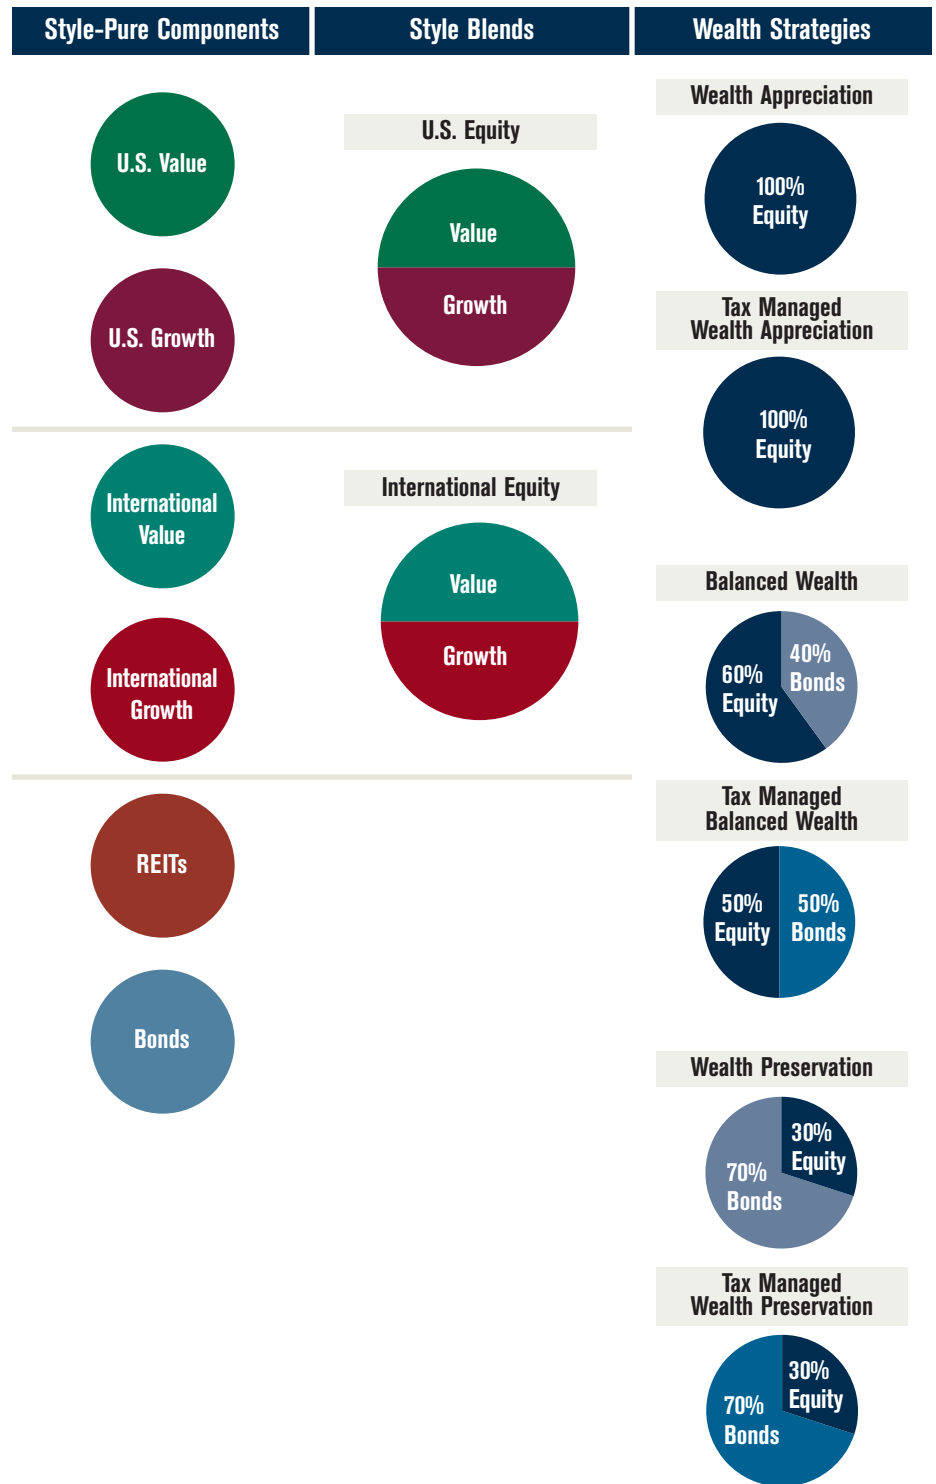 Style-Pure Components
Style Blends
Wealth Strategies
U.S. Value
U.S. Growth
International
Value
International
Growth
REITs
Bonds
U.S. Equity
Value
Growth
International Equity
Value
Growth
Wealth Appreciation
100%
Equity
Tax Managed
Wealth Appreciation
100%
Equity
Balanced Wealth
60%
Equity
40%
Bonds
Tax Managed
Balanced Wealth
50%
Equity
50%
Bonds
Wealth Preservation
30%
Equity
70%
Bonds
Tax Managed
Wealth Preservation
30%
Equity
70%
Bonds